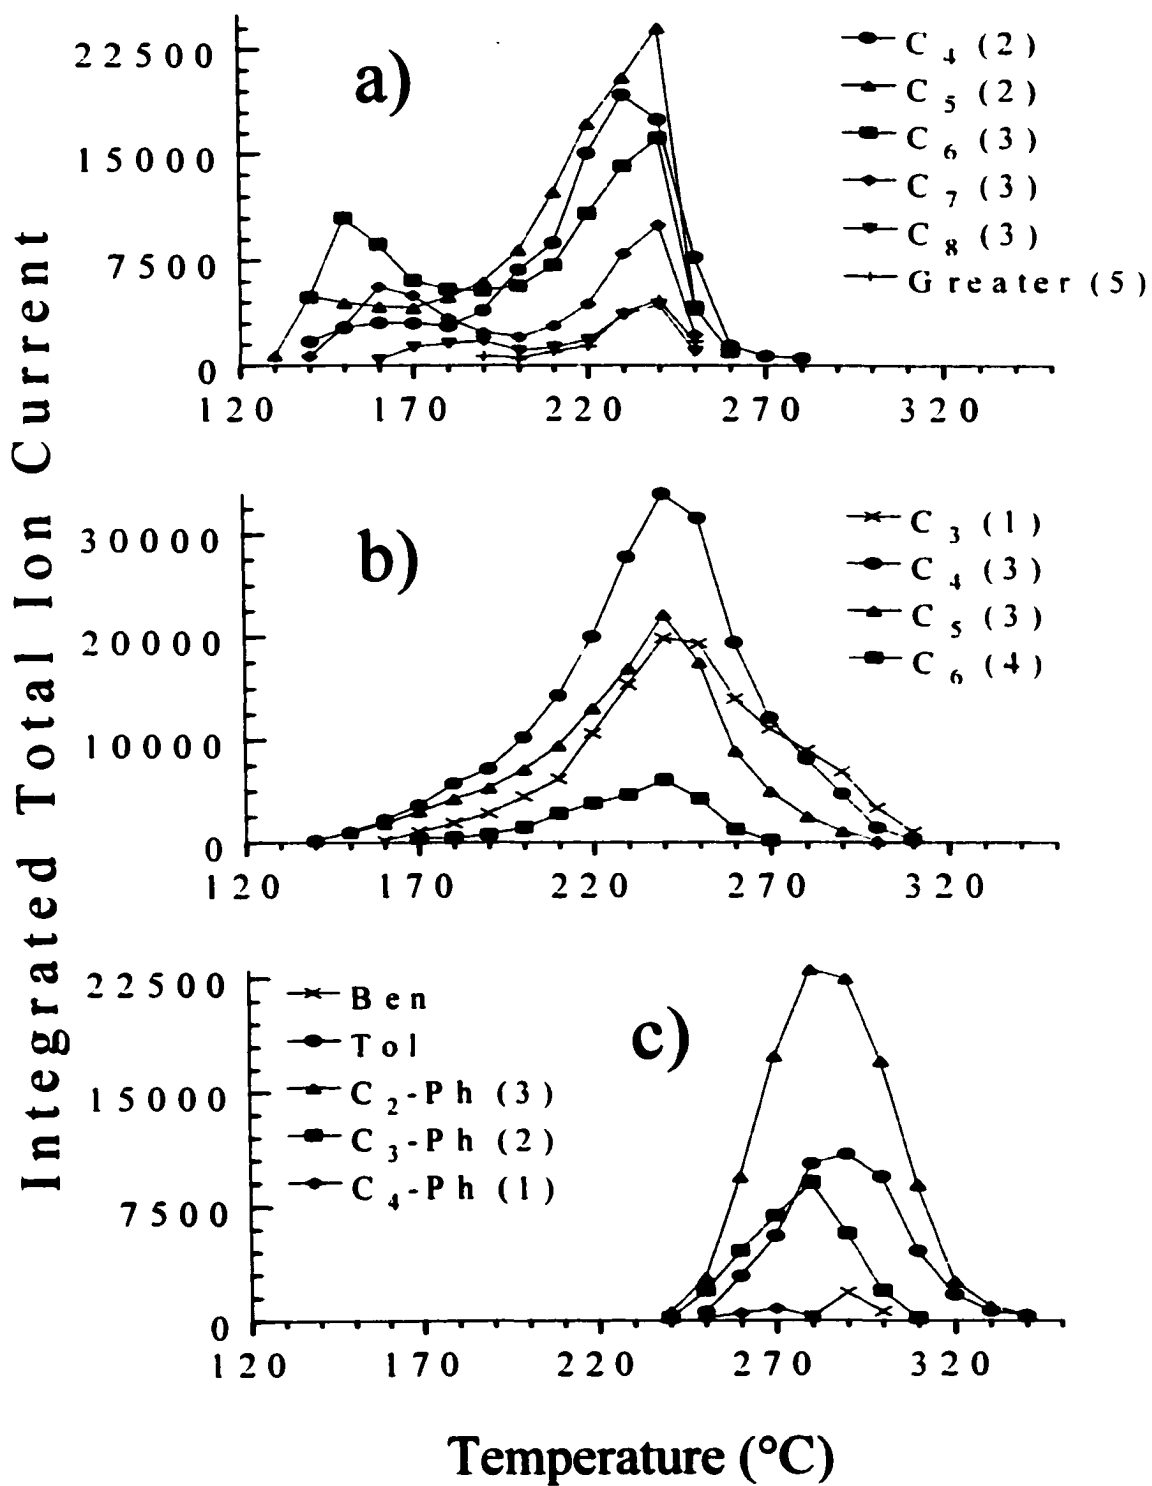 Integrated Total Ion Current
a)
22500
15000
7500
0
120 170 220 270 320
C4 (2)
C5 (2)
C6 (3)
C7 (3)
C8 (3)
Greater (5)
b)
30000
20000
10000
0
120 170 220 270 320
C3 (1)
C4 (3)
C5 (3)
C6 (4)
c)
22500
15000
7500
0
120 170 220 270 320
Ben
Tol
C2-Ph (3)
C3-Ph (2)
C4-Ph (1)
Temperature (°C)